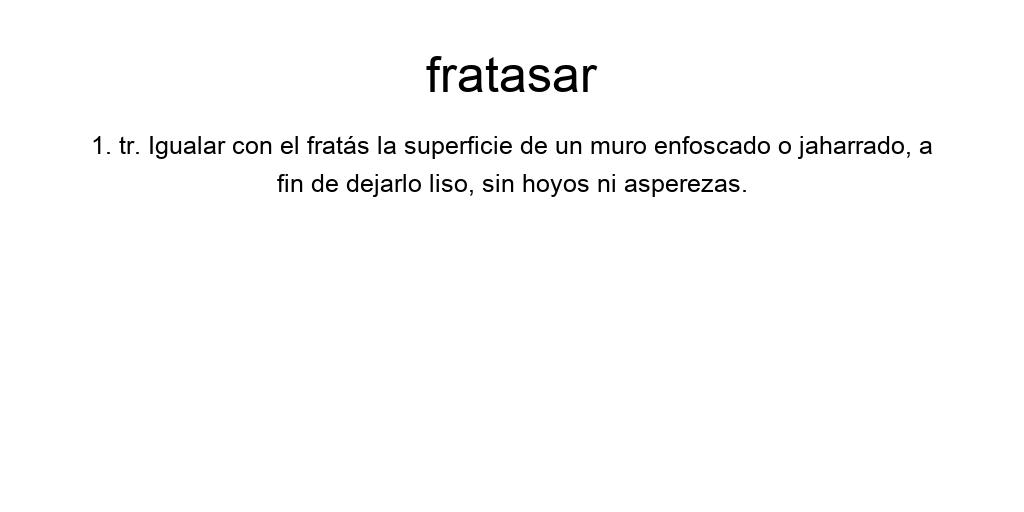 fratasar
1. tr. Igualar con el fratás la superficie de un muro enfoscado o jaharrado, a
fin de dejarlo liso, sin hoyos ni asperezas.